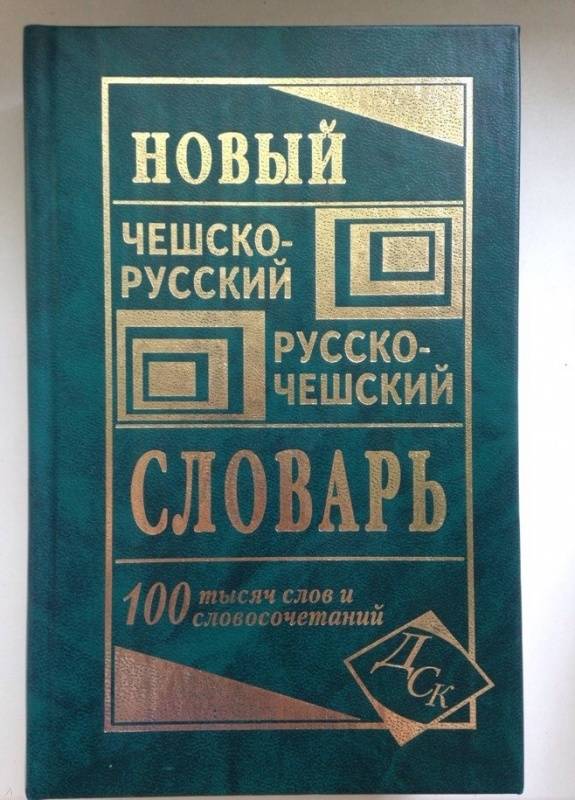 НОВЫЙ
ЧЕШСКО-
РУССКИЙ
РУССКО-
ЧЕШСКИЙ
СЛОВАРЬ
100 тысяч слов и
словосочетаний
ДСК